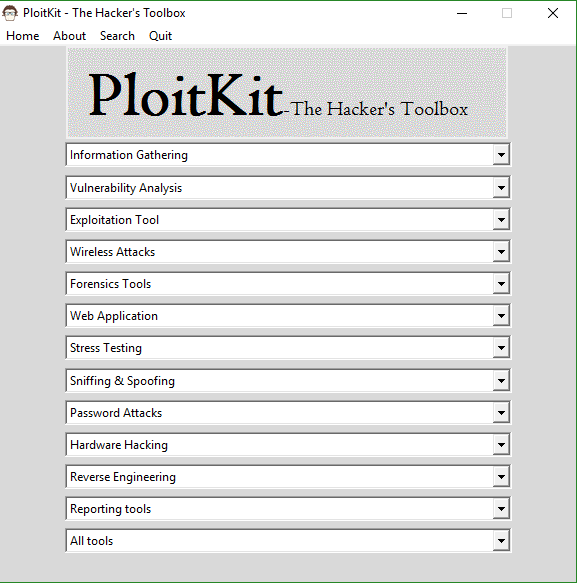 PloitKit - The Hacker's Toolbox
Home About Search Quit
PloitKit-The Hacker's Toolbox
Information Gathering
Vulnerability Analysis
Exploitation Tool
Wireless Attacks
Forensics Tools
Web Application
Stress Testing
Sniffing & Spoofing
Password Attacks
Hardware Hacking
Reverse Engineering
Reporting tools
All tools